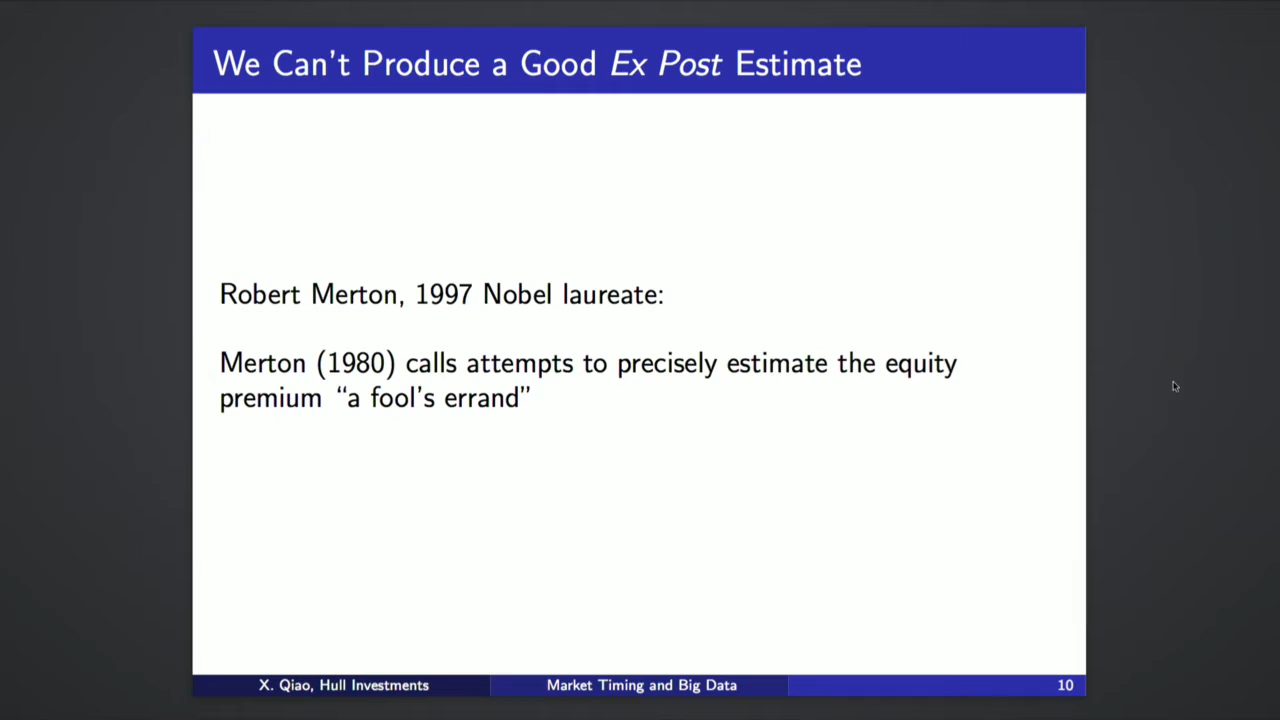 We Can't Produce a Good Ex Post Estimate
Robert Merton, 1997 Nobel laureate:
Merton (1980) calls attempts to precisely estimate the equity
premium “a fool's errand”
X. Qiao, Hull Investments
Market Timing and Big Data
10